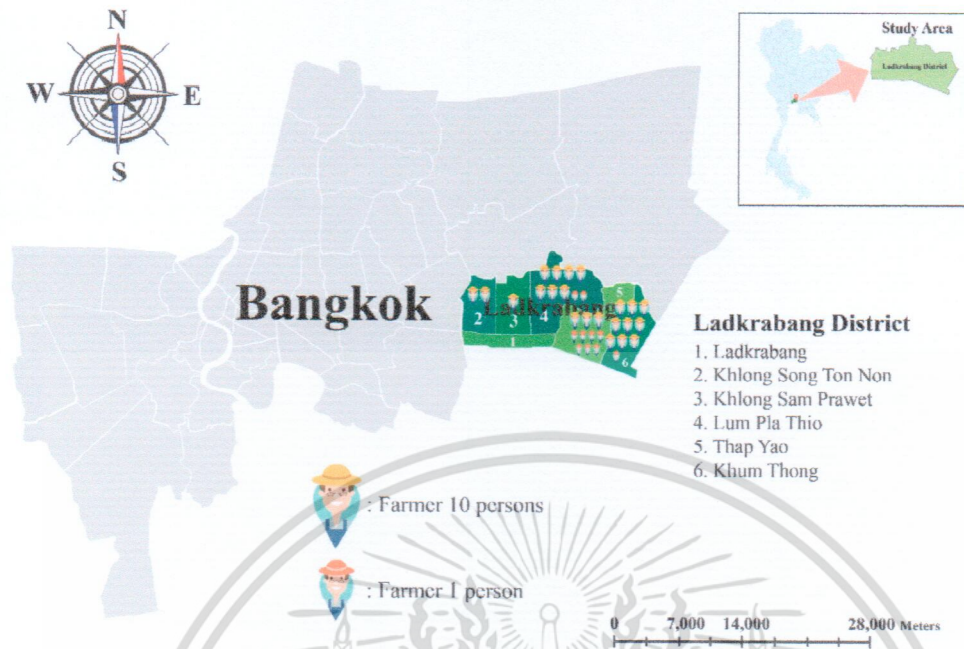 N
W
E
S
Study Area
Ladkrabang District
Bangkok
Ladkrabang
5
2
3
4
1
6
Ladkrabang District
1. Ladkrabang
2. Khlong Song Ton Non
3. Khlong Sam Prawet
4. Lum Pla Thio
5. Thap Yao
6. Khum Thong
: Farmer 10 persons
: Farmer 1 person
0 7,000 14,000 28,000 Meters